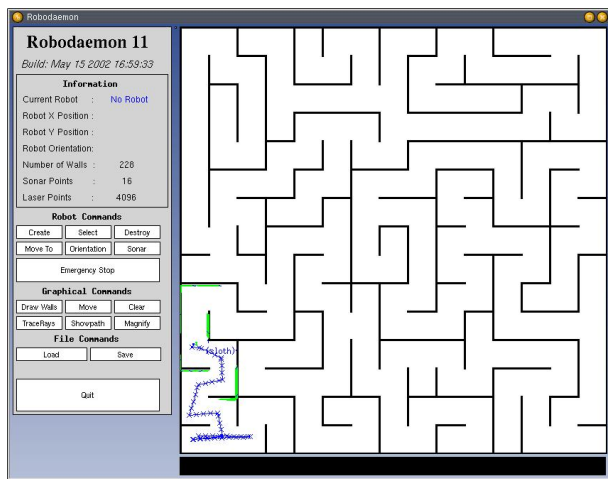 Robodaemon
Robodaemon 11
Build: May 15 2002 16:59:33
Information
Current Robot : No Robot
Robot X Position :
Robot Y Position :
Robot Orientation:
Number of Walls : 228
Sonar Points : 16
Laser Points : 4096
Robot Commands
Create Select Destroy
Move To Orientation Sonar
Emergency Stop
Graphical Commands
Draw Walls Move Clear
TraceRays Showpath Magnify
File Commands
Load Save
Quit
(sloth)